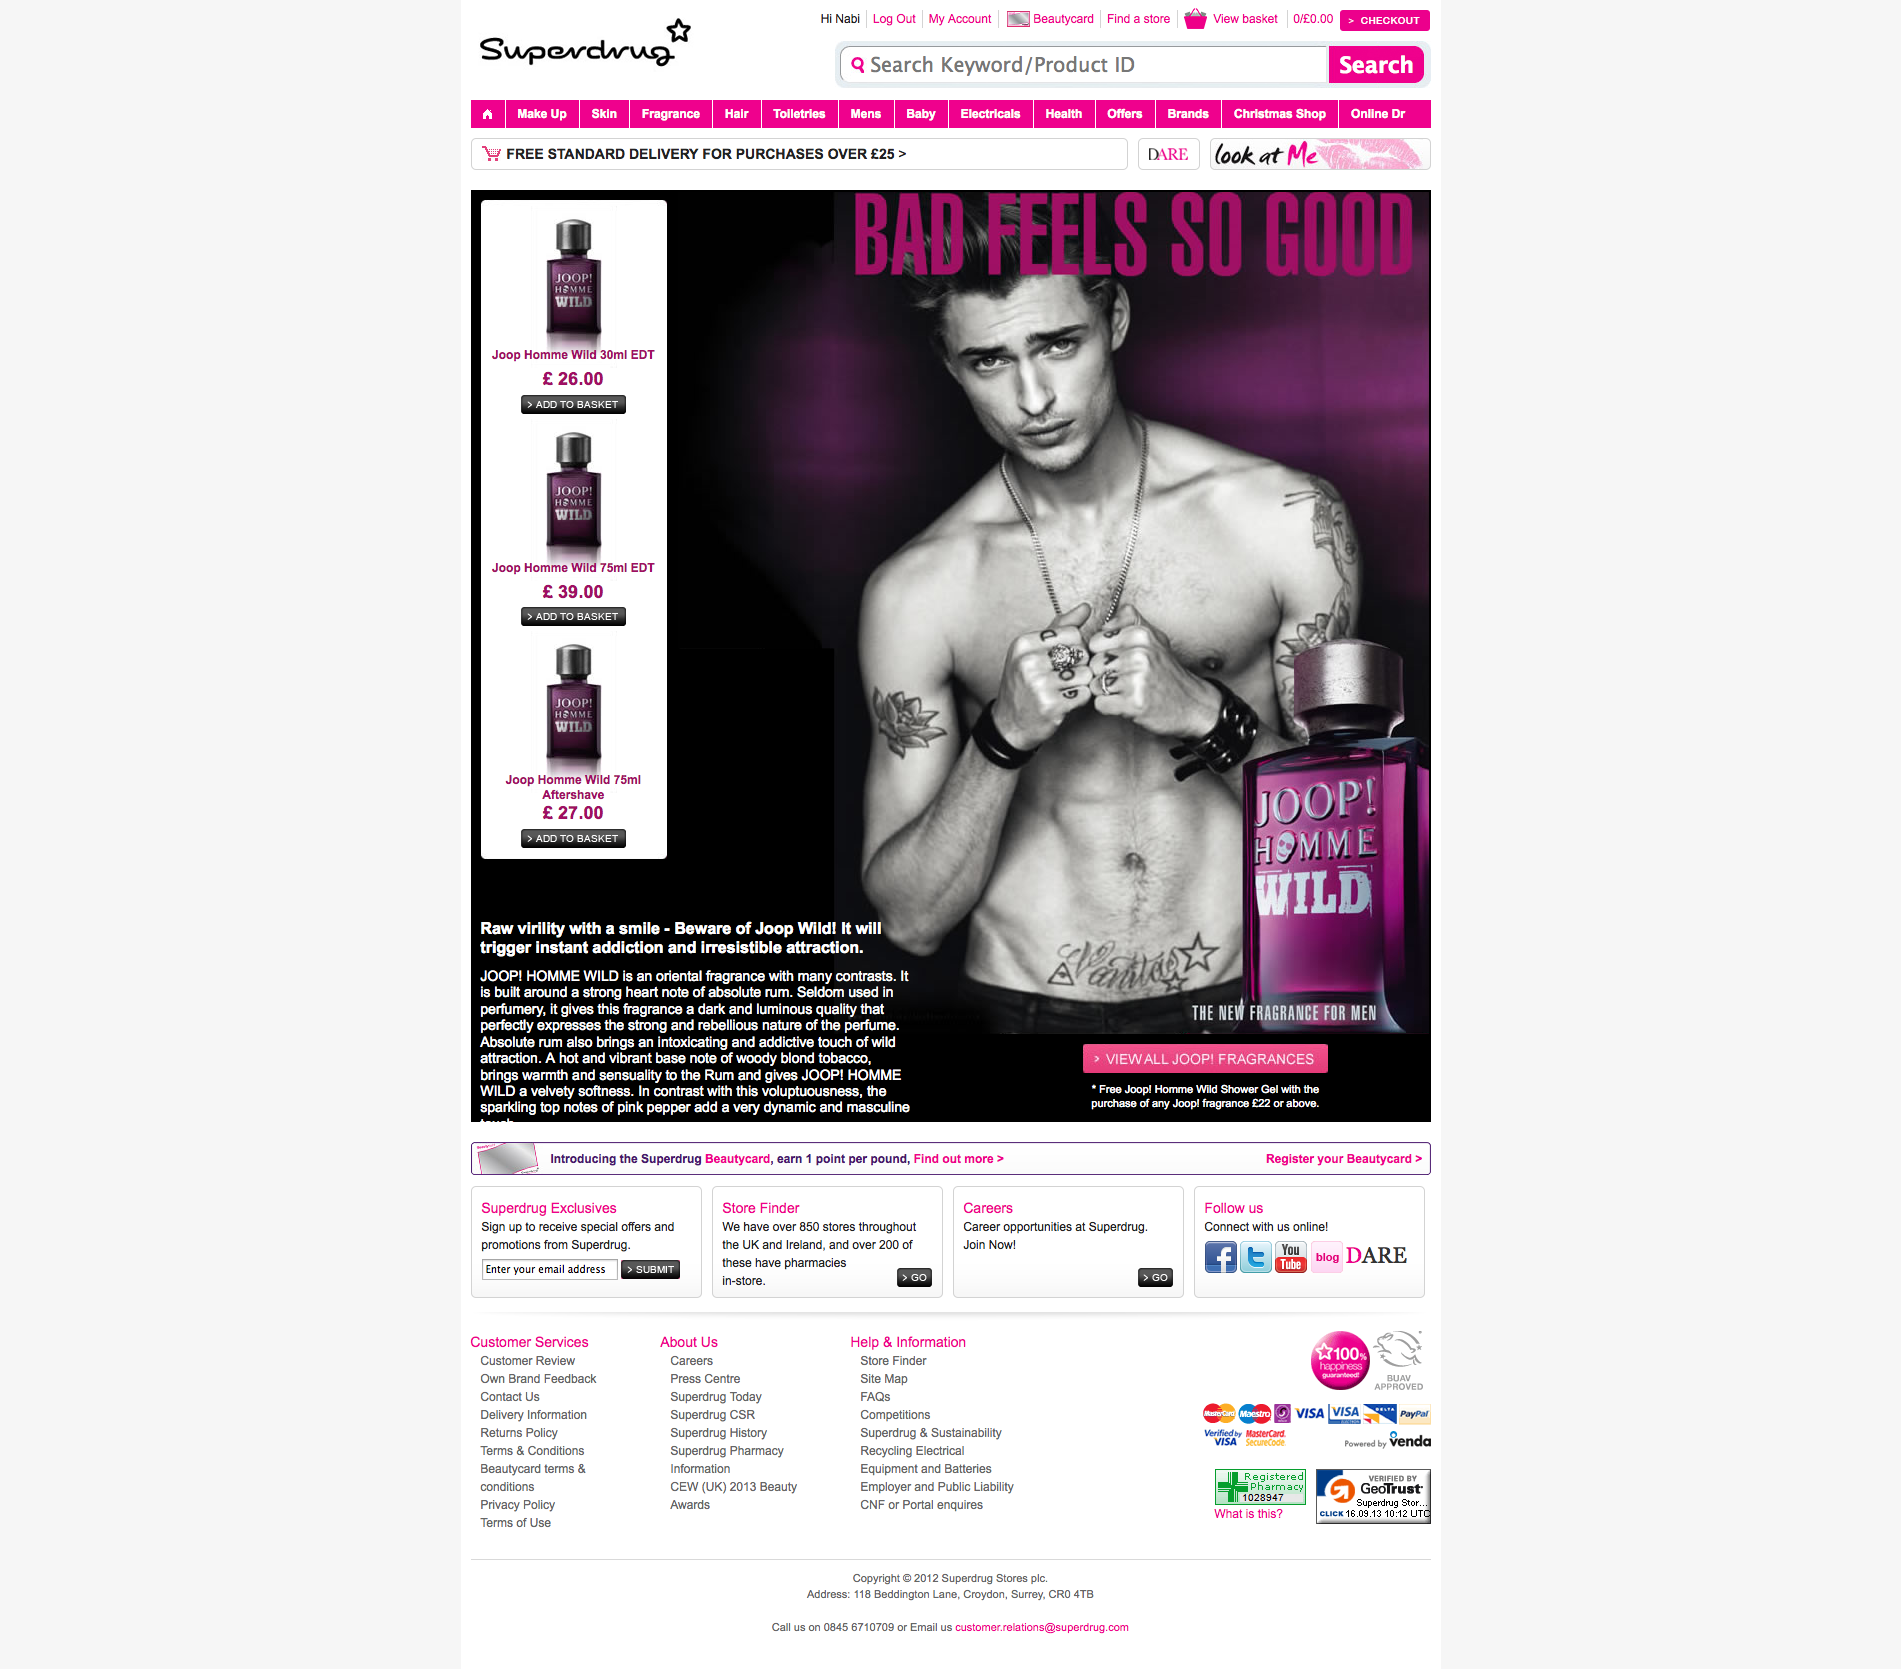 Superdrug
Hi Nabi
Log Out
My Account
Beautycard
Find a store
View basket
0/£0.00
> CHECKOUT
Search Keyword/Product ID
Search
Make Up
Skin
Fragrance
Hair
Toiletries
Mens
Baby
Electricals
Health
Offers
Brands
Christmas Shop
Online Dr
FREE STANDARD DELIVERY FOR PURCHASES OVER £25 >
DARE
look at Me
BAD FEELS SO GOOD
JOOP!
HOMME
WILD
Joop Homme Wild 30ml EDT
£ 26.00
> ADD TO BASKET
JOOP!
HOMME
WILD
Joop Homme Wild 75ml EDT
£ 39.00
> ADD TO BASKET
JOOP!
HOMME
WILD
Joop Homme Wild 75ml
Aftershave
£ 27.00
> ADD TO BASKET
JOOP!
HOMME
WILD
Raw virility with a smile - Beware of Joop Wild! It will
trigger instant addiction and irresistible attraction.
JOOP! HOMME WILD is an oriental fragrance with many contrasts. It
is built around a strong heart note of absolute rum. Seldom used in
perfumery, it gives this fragrance a dark and luminous quality that
perfectly expresses the strong and rebellious nature of the perfume.
Absolute rum also brings an intoxicating and addictive touch of wild
attraction. A hot and vibrant base note of woody blond tobacco,
brings warmth and sensuality to the Rum and gives JOOP! HOMME
WILD a velvety softness. In contrast with this voluptuousness, the
sparkling top notes of pink pepper add a very dynamic and masculine
THE NEW FRAGRANCE FOR MEN
> VIEW ALL JOOP! FRAGRANCES
* Free Joop! Homme Wild Shower Gel with the
purchase of any Joop! fragrance £22 or above.
Introducing the Superdrug Beautycard, earn 1 point per pound, Find out more >
Register your Beautycard >
Superdrug Exclusives
Sign up to receive special offers and
promotions from Superdrug.
Enter your email address
> SUBMIT
Store Finder
We have over 850 stores throughout
the UK and Ireland, and over 200 of
these have pharmacies
in-store.
> GO
Careers
Career opportunities at Superdrug.
Join Now!
> GO
Follow us
Connect with us online!
You
Tube
blog
DARE
Customer Services
Customer Review
Own Brand Feedback
Contact Us
Delivery Information
Returns Policy
Terms & Conditions
Beautycard terms &
conditions
Privacy Policy
Terms of Use
About Us
Careers
Press Centre
Superdrug Today
Superdrug CSR
Superdrug History
Superdrug Pharmacy
Information
CEW (UK) 2013 Beauty
Awards
Help & Information
Store Finder
Site Map
FAQs
Competitions
Superdrug & Sustainability
Recycling Electrical
Equipment and Batteries
Employer and Public Liability
CNF or Portal enquires
100%
happiness
guaranteed!
BUAV
APPROVED
MasterCard
Maestro
VISA
VISA
DELTA
PayPal
Verified by
VISA
MasterCard.
SecureCode.
Powered by venda
Registered
Pharmacy
1028947
What is this?
VERIFIED BY
GeoTrust
Superdrug Stor...
CLICK 16.09.13 10:12 UTC
Copyright © 2012 Superdrug Stores plc.
Address: 118 Beddington Lane, Croydon, Surrey, CR0 4TB
Call us on 0845 6710709 or Email us customer.relations@superdrug.com